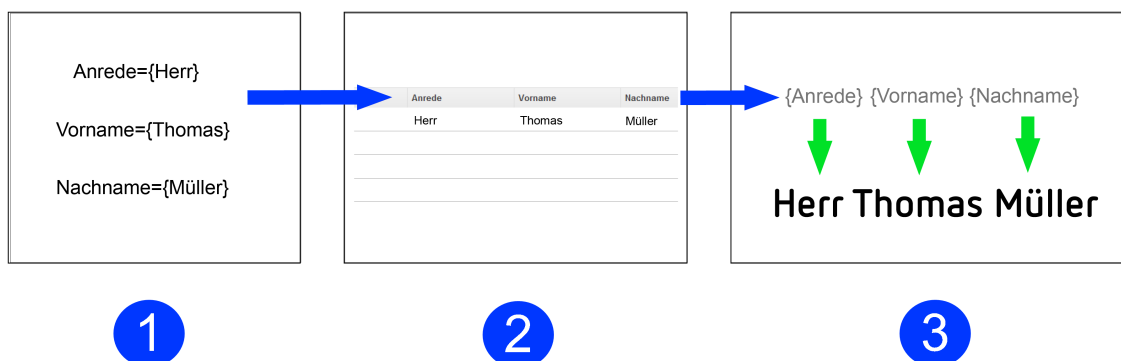 Anrede={Herr}
Vorname={Thomas}
Nachname={Müller}
Anrede Vorname Nachname
Herr Thomas Müller
{Anrede} {Vorname} {Nachname}
Herr Thomas Müller
1
2
3